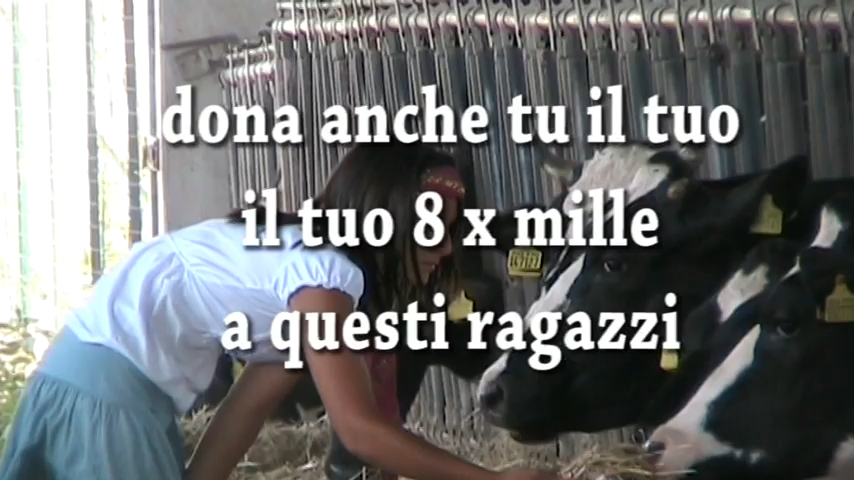 dona anche tu il tuo
il tuo 8 x mille
a questi ragazzi